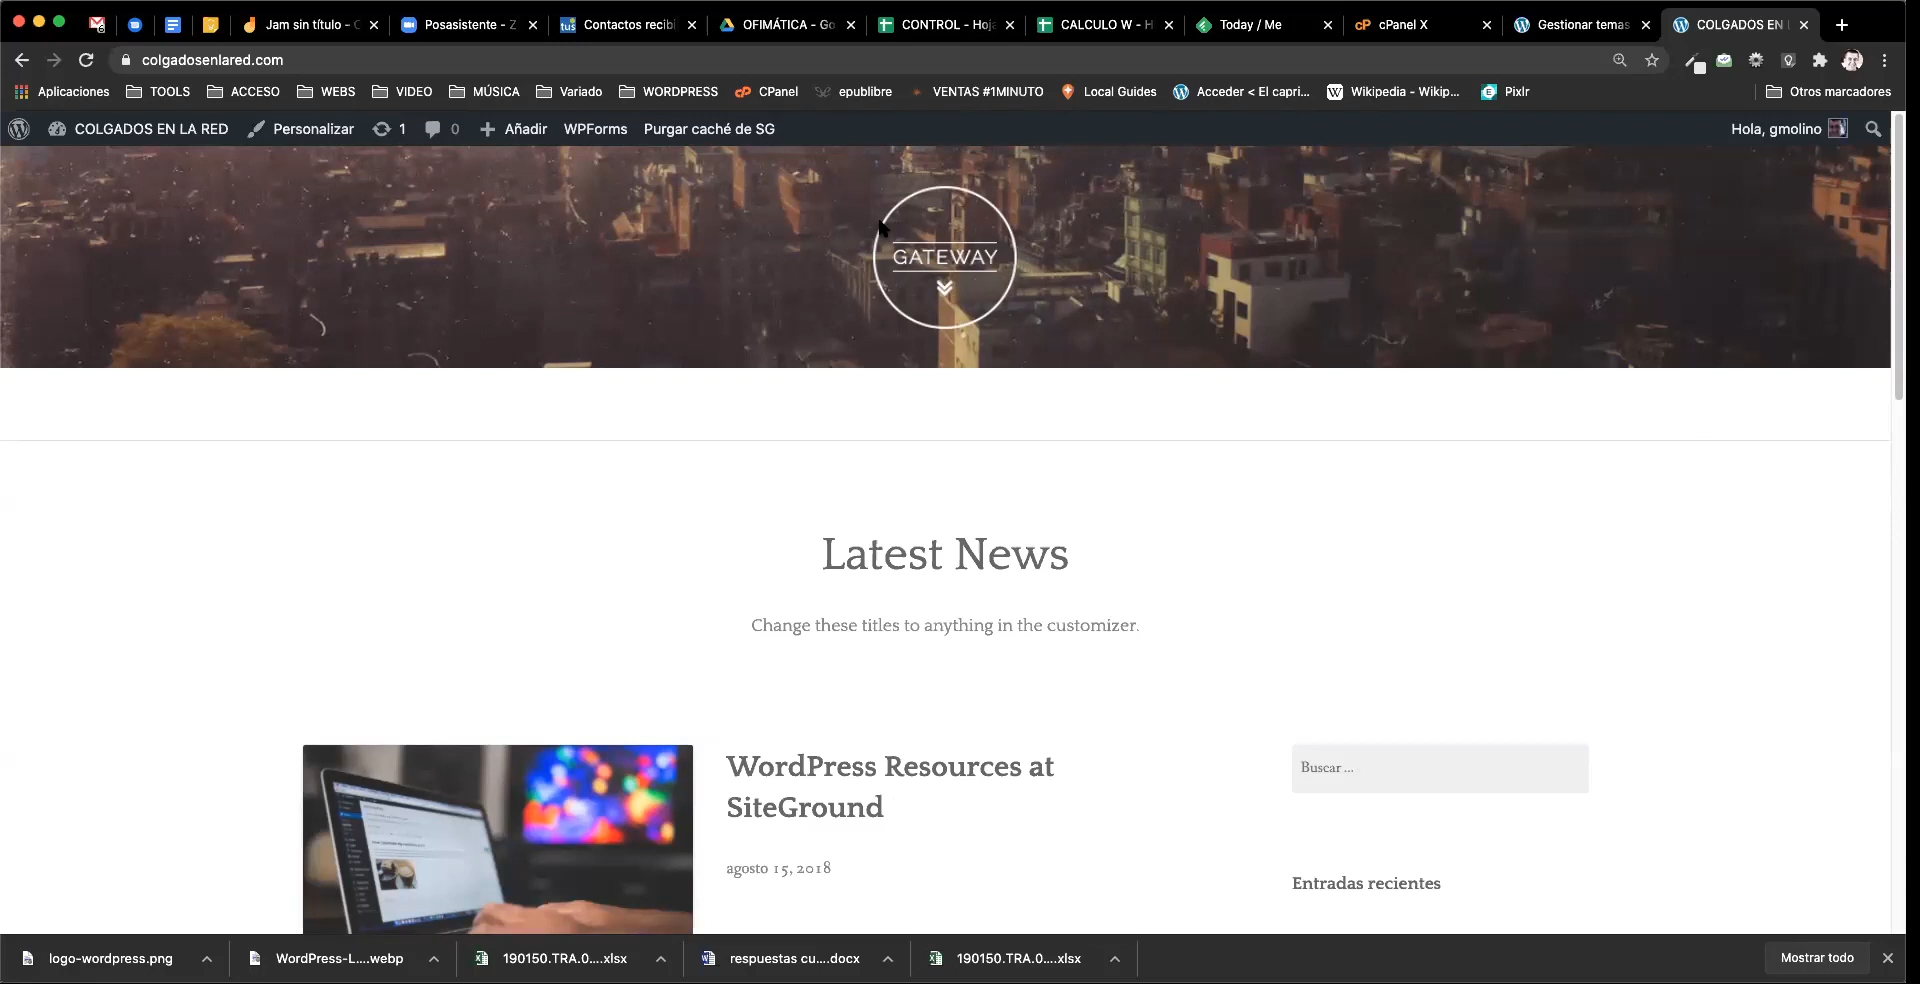 Jam sin título - C
Posasistente - Z
Contactos recibi
OFIMÁTICA - Go
CONTROL - Hoja
CALCULO W - H
Today / Me
cPanel X
Gestionar temas
COLGADOS EN L
colgadosenlared.com
Aplicaciones
TOOLS
ACCESO
WEBS
VIDEO
MÚSICA
Variado
WORDPRESS
CPanel
epublibre
VENTAS #1MINUTO
Local Guides
Acceder < El capri...
Wikipedia - Wikip...
Pixlr
Otros marcadores
COLGADOS EN LA RED
Personalizar
1
0
Añadir
WPForms
Purgar caché de SG
Hola, gmolino
GATEWAY
Latest News
Change these titles to anything in the customizer.
WordPress Resources at
SiteGround
agosto 15, 2018
Buscar ...
Entradas recientes
logo-wordpress.png
WordPress-L....webp
190150.TRA.0....xlsx
respuestas cu....docx
190150.TRA.0....xlsx
Mostrar todo